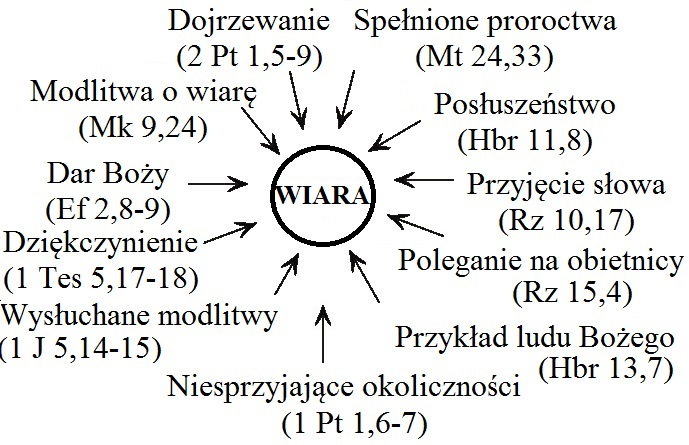 Dojrzewanie
(2 Pt 1,5-9)
Spełnione proroctwa
(Mt 24,33)
Modlitwa o wiarę
(Mk 9,24)
Posłuszeństwo
(Hbr 11,8)
Dar Boży
(Ef 2,8-9)
WIARA
Przyjęcie słowa
(Rz 10,17)
Dziękczynienie
(1 Tes 5,17-18)
Poleganie na obietnicy
(Rz 15,4)
Wysłuchane modlitwy
(1 J 5,14-15)
Przykład ludu Bożego
(Hbr 13,7)
Niesprzyjające okoliczności
(1 Pt 1,6-7)